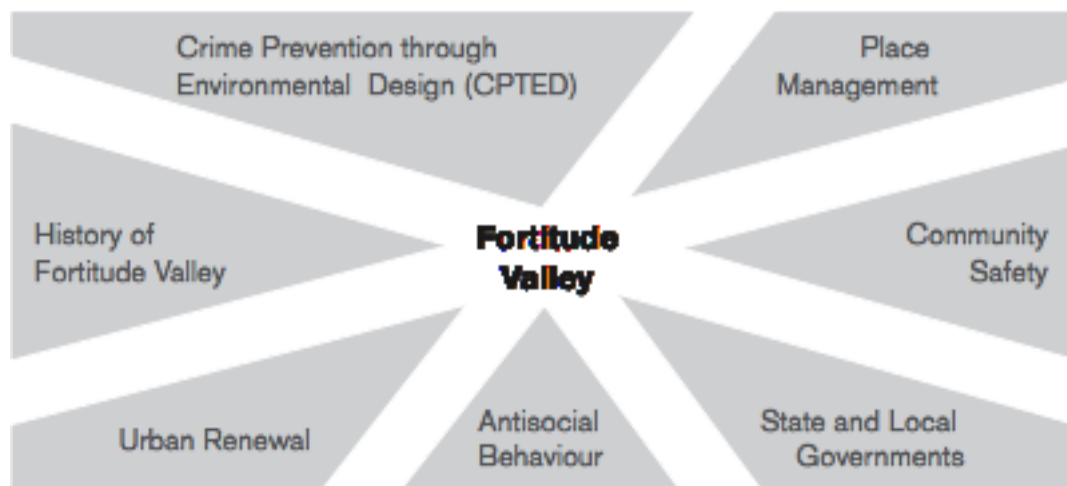 Crime Prevention through
Environmental Design (CPTED)
Place
Management
History of
Fortitude Valley
Fortitude
Valley
Community
Safety
Urban Renewal
Antisocial
Behaviour
State and Local
Governments